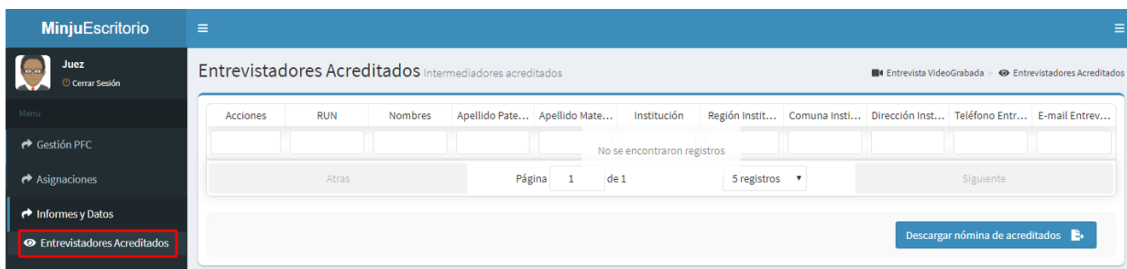 MinjuEscritorio
Juez
Cerrar Sesión
Menu
Gestión PFC
Asignaciones
Informes y Datos
Entrevistadores Acreditados
Entrevistadores Acreditados Intermediadores acreditados
Entrevista VideoGrabada > Entrevistadores Acreditados
Acciones RUN Nombres Apellido Pate... Apellido Mate... Institución Región Instit... Comuna Insti... Dirección Inst... Teléfono Entr... E-mail Entrev...
No se encontraron registros
Atras Página 1 de 1 5 registros Siguiente
Descargar nómina de acreditados